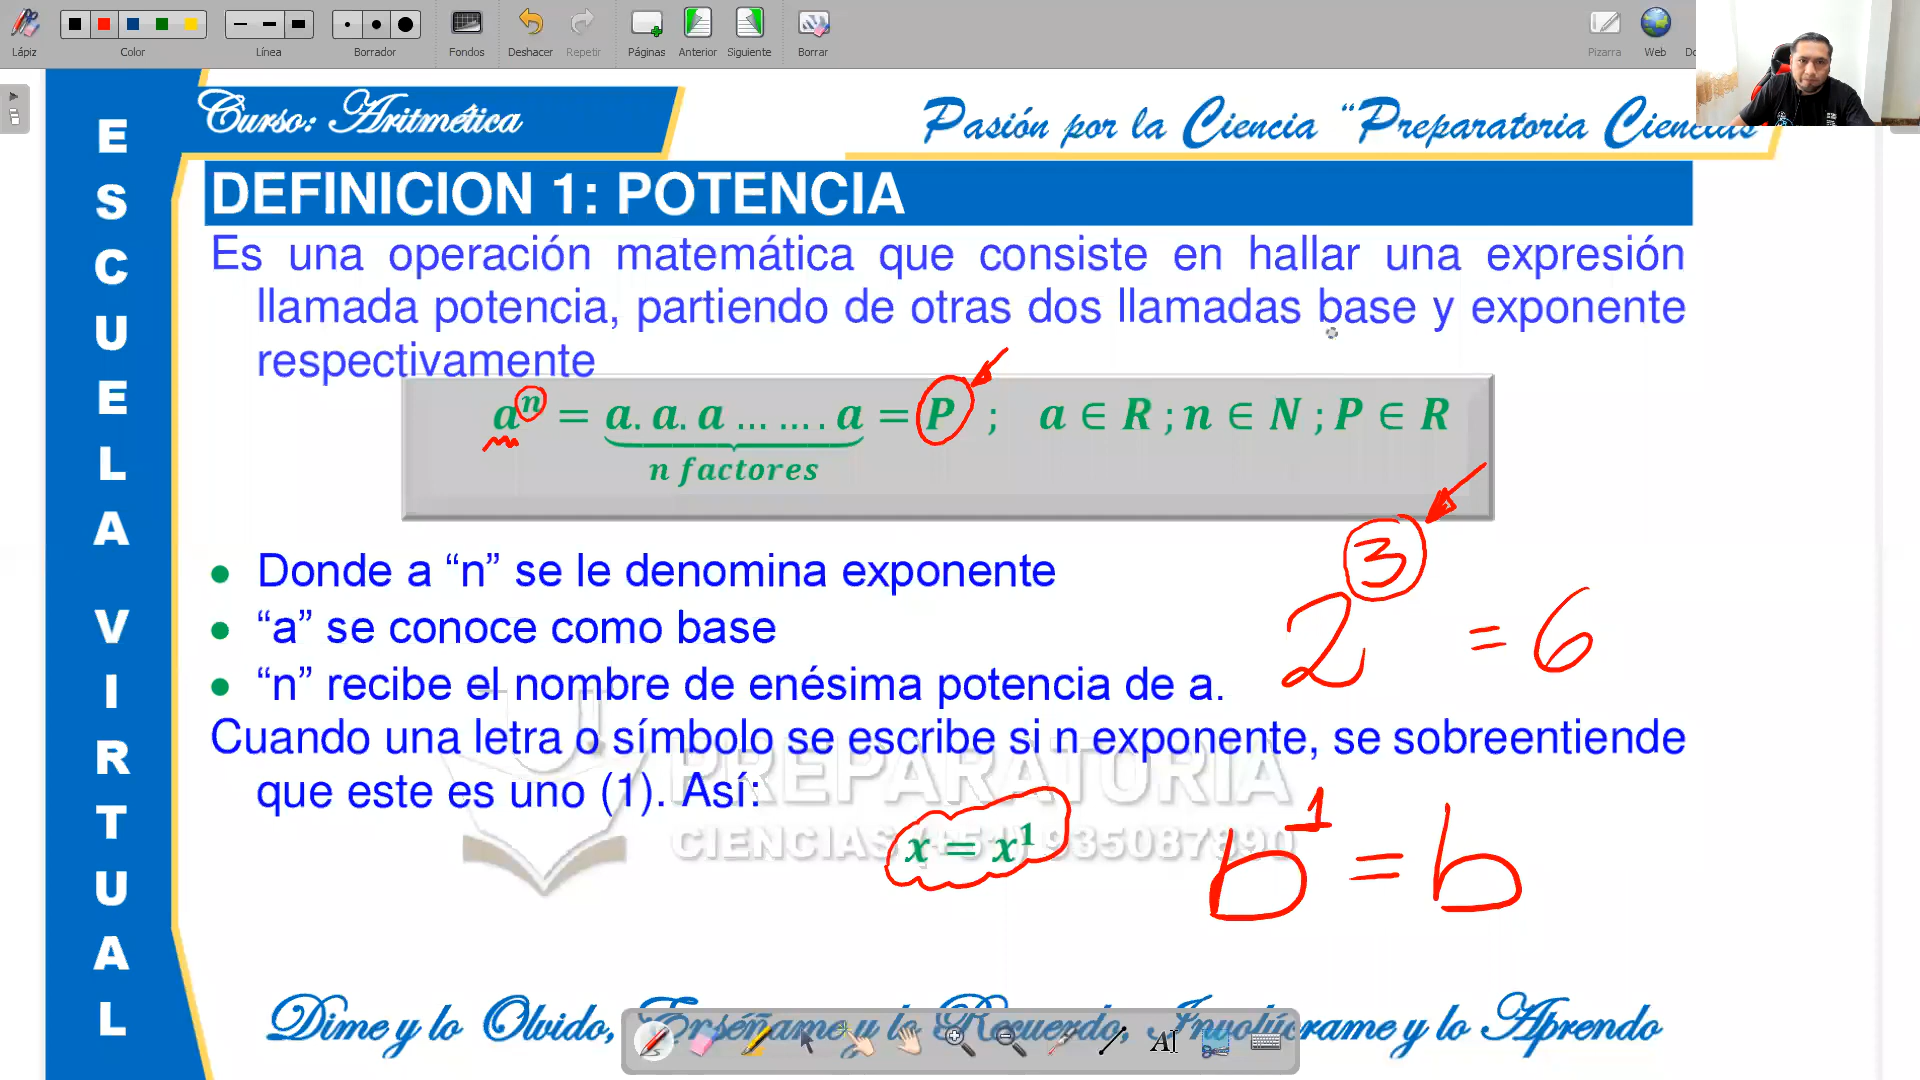 Lápiz
Color
Línea
Borrador
Fondos
Deshacer
Repetir
Páginas
Anterior
Siguiente
Borrar
Pizarra
Web
ESCUELA VIRTUAL
Curso: Aritmética
Pasión por la Ciencia “Preparatoria Ciencias
DEFINICION 1: POTENCIA
Es una operación matemática que consiste en hallar una expresión
llamada potencia, partiendo de otras dos llamadas base y exponente
respectivamente
aⁿ = a. a. a ... ... . a = P ; a ∈ R ; n ∈ N ; P ∈ R
n factores
2³ = 6
• Donde a “n” se le denomina exponente
• “a” se conoce como base
• “n” recibe el nombre de enésima potencia de a.
Cuando una letra o símbolo se escribe si n exponente, se sobreentiende
que este es uno (1). Así:
x = x¹
b¹ = b
PREPARATORIA
CIENCIAS (+51) 935087390
Dime y lo Olvido, Enséñame y lo Recuerdo, Involúcrame y lo Aprendo